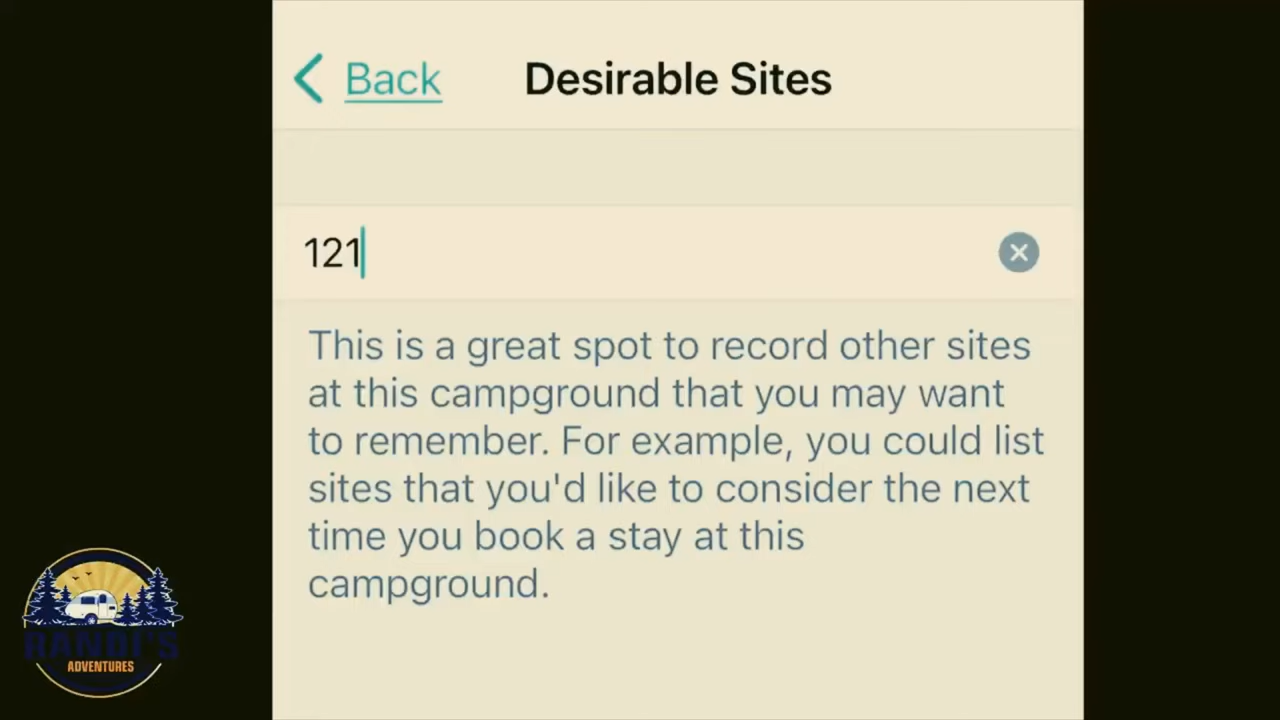 Back
Desirable Sites
121
This is a great spot to record other sites
at this campground that you may want
to remember. For example, you could list
sites that you'd like to consider the next
time you book a stay at this
campground.
RANDI'S
ADVENTURES